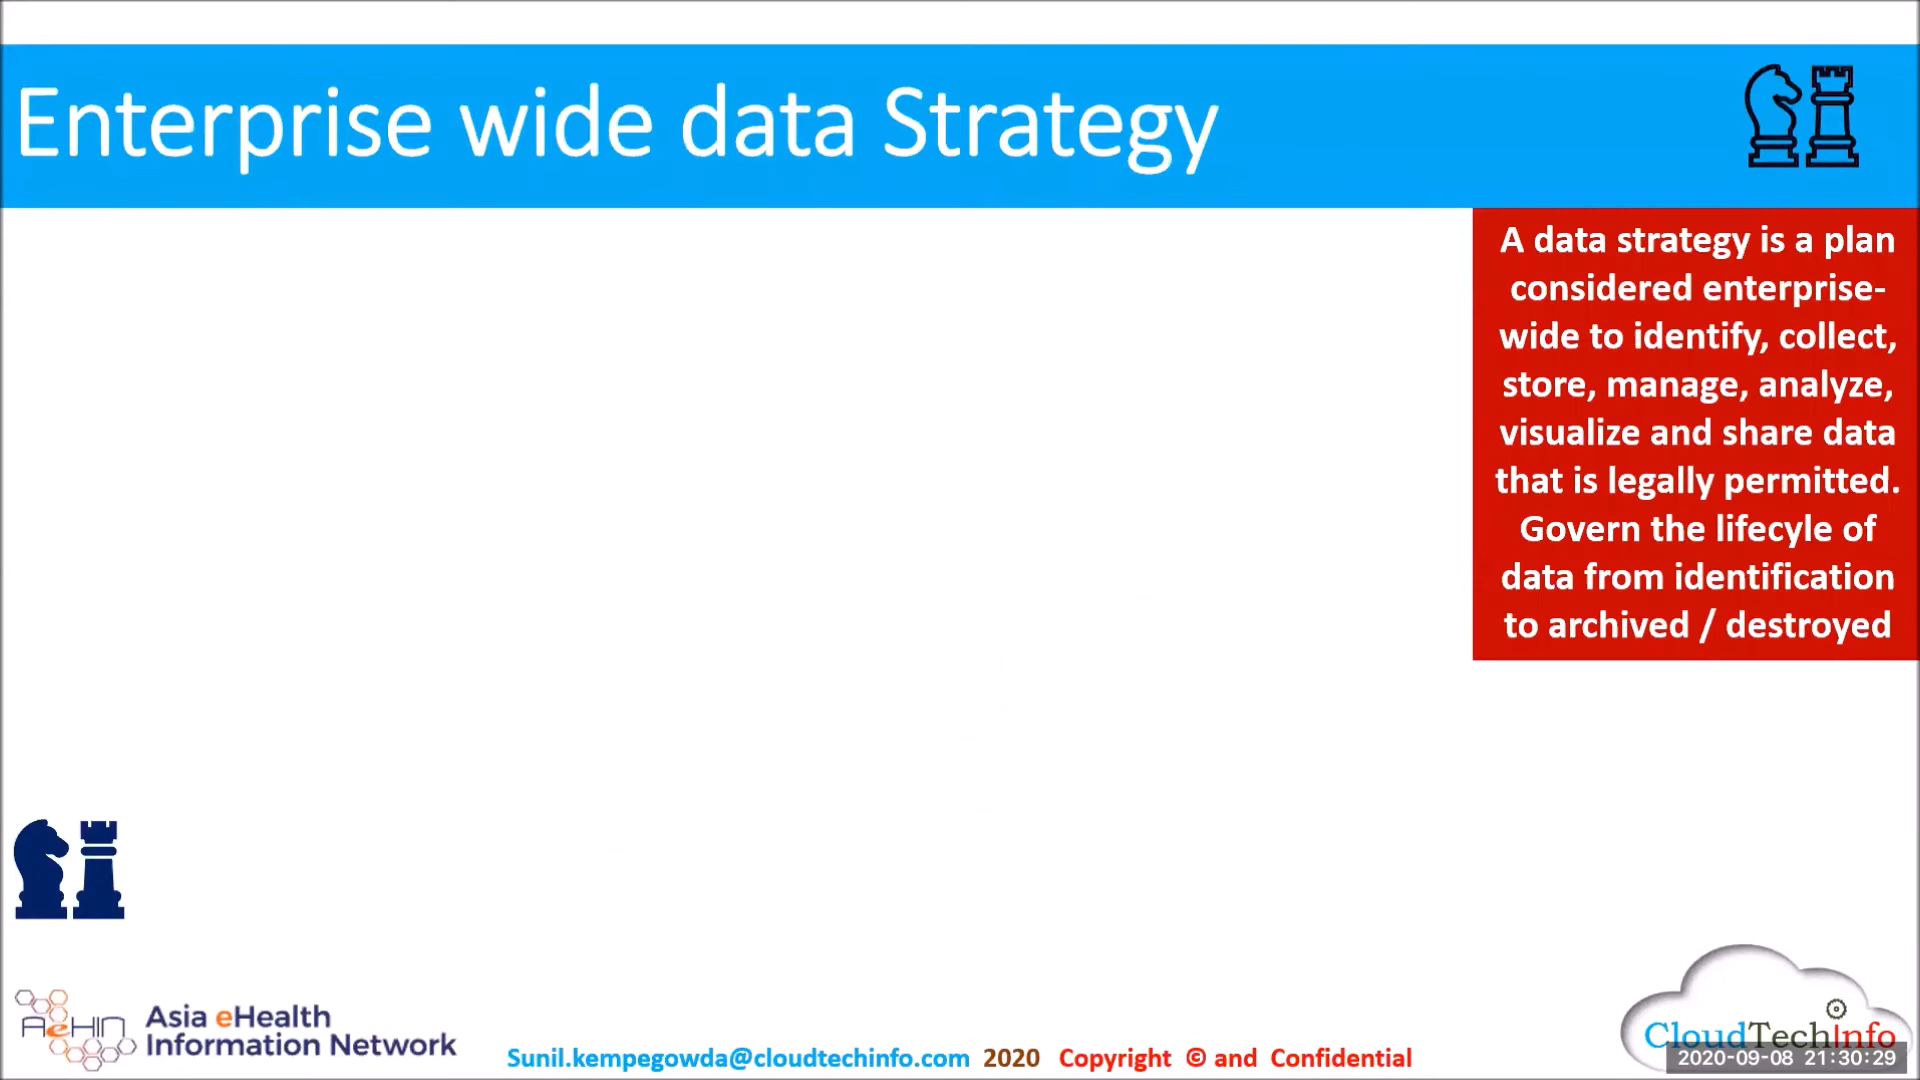 Enterprise wide data Strategy
A data strategy is a plan
considered enterprise-
wide to identify, collect,
store, manage, analyze,
visualize and share data
that is legally permitted.
Govern the lifecyle of
data from identification
to archived / destroyed
AeHIN
Asia eHealth
Information Network
Sunil.kempegowda@cloudtechinfo.com 2020 Copyright © and Confidential
CloudTechInfo
2020-09-08 21:30:29